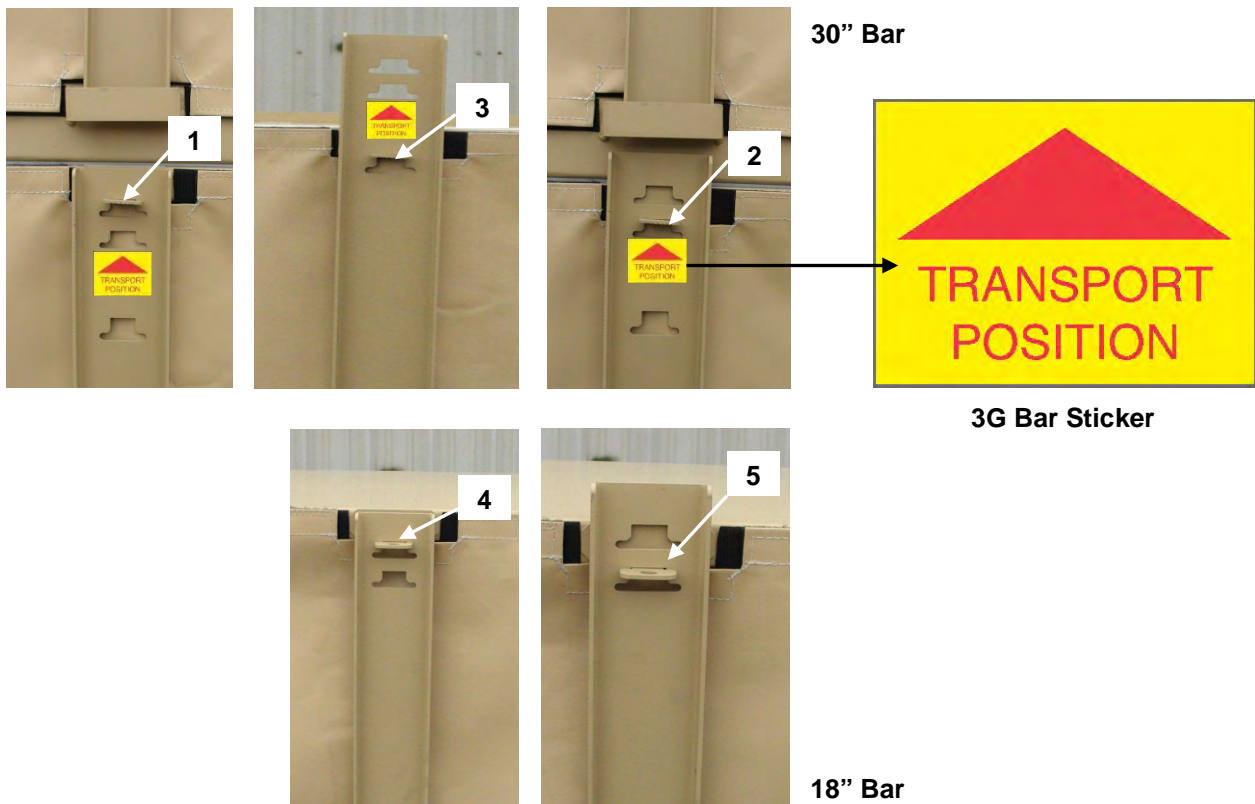 30” Bar
1
3
2
TRANSPORT
POSITION
TRANSPORT
POSITION
TRANSPORT
POSITION
TRANSPORT
POSITION
3G Bar Sticker
4
5
18” Bar